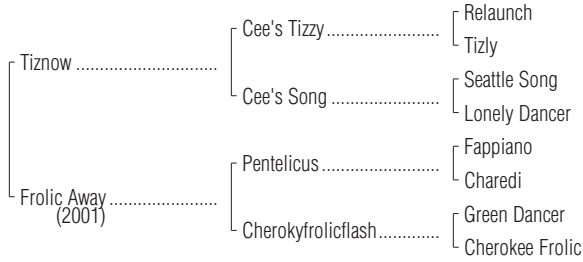 Relaunch
Cee's Tizzy ............................
Tizly
Tiznow ...................................
Seattle Song
Cee's Song ...........................
Lonely Dancer
Fappiano
Pentelicus .............................
Charedi
Frolic Away ...........................
(2001)
Green Dancer
Cherokyfrolicflash ...............
Cherokee Frolic